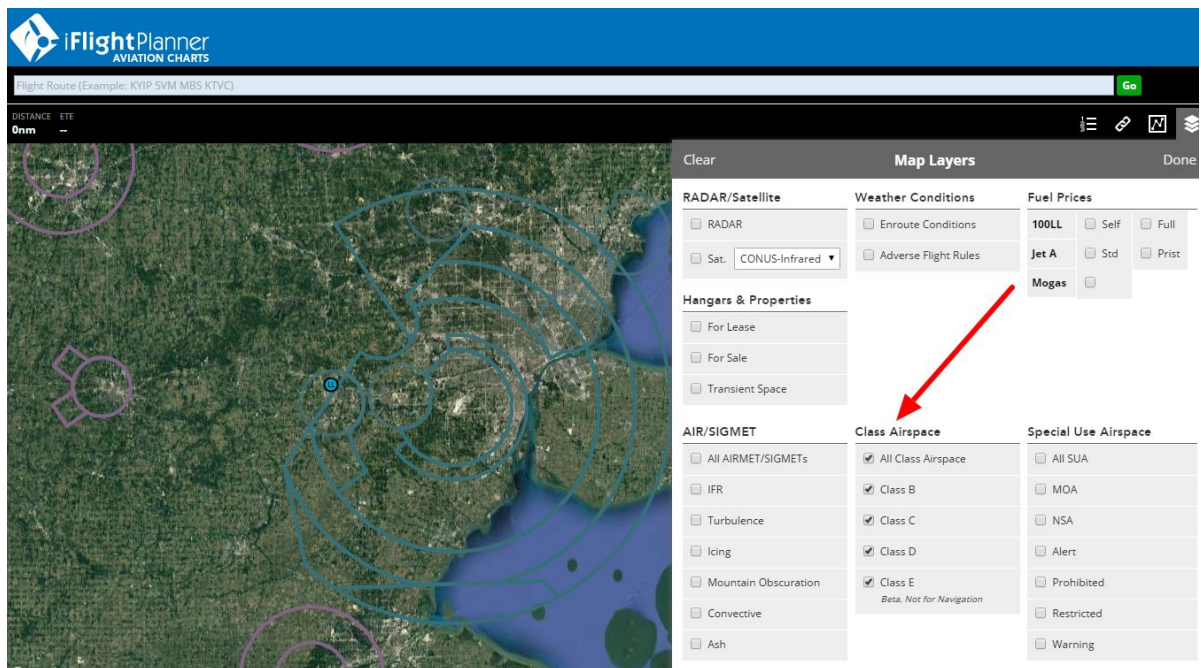 iFlightPlanner
AVIATION CHARTS
Flight Route (Example: KYIP SVM MBS KTVC)
Go
DISTANCE ETE
0nm --
Clear Map Layers Done
RADAR/Satellite
RADAR
Sat. CONUS-Infrared
Weather Conditions
Enroute Conditions
Adverse Flight Rules
Fuel Prices
100LL Self Full
Jet A Std Prist
Mogas
Hangars & Properties
For Lease
For Sale
Transient Space
AIR/SIGMET
All AIRMET/SIGMETs
IFR
Turbulence
Icing
Mountain Obscuration
Convective
Ash
Class Airspace
All Class Airspace
Class B
Class C
Class D
Class E
Beta, Not for Navigation
Special Use Airspace
All SUA
MOA
NSA
Alert
Prohibited
Restricted
Warning